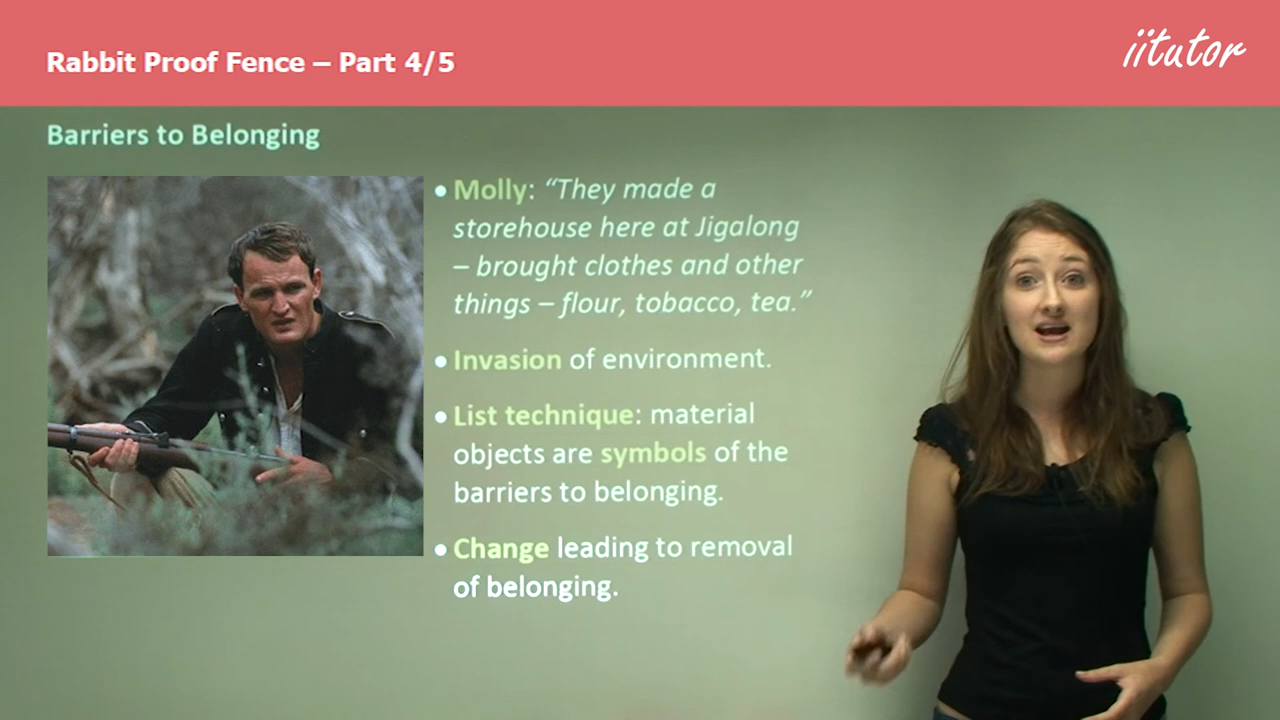 Rabbit Proof Fence – Part 4/5
iitutor
Barriers to Belonging
• Molly: “They made a
storehouse here at Jigalong
– brought clothes and other
things – flour, tobacco, tea.”
• Invasion of environment.
• List technique: material
objects are symbols of the
barriers to belonging.
• Change leading to removal
of belonging.